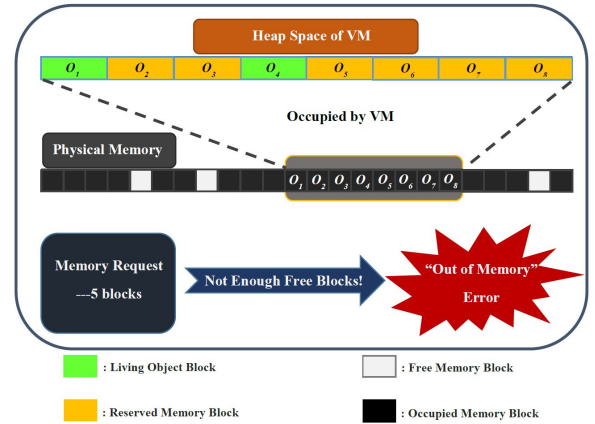 Heap Space of VM
O1 O2 O3 O4 O5 O6 O7 O8
Occupied by VM
Physical Memory
O1 O2 O3 O4 O5 O6 O7 O8
Memory Request
---5 blocks
Not Enough Free Blocks!
“Out of Memory”
Error
: Living Object Block
: Free Memory Block
: Reserved Memory Block
: Occupied Memory Block